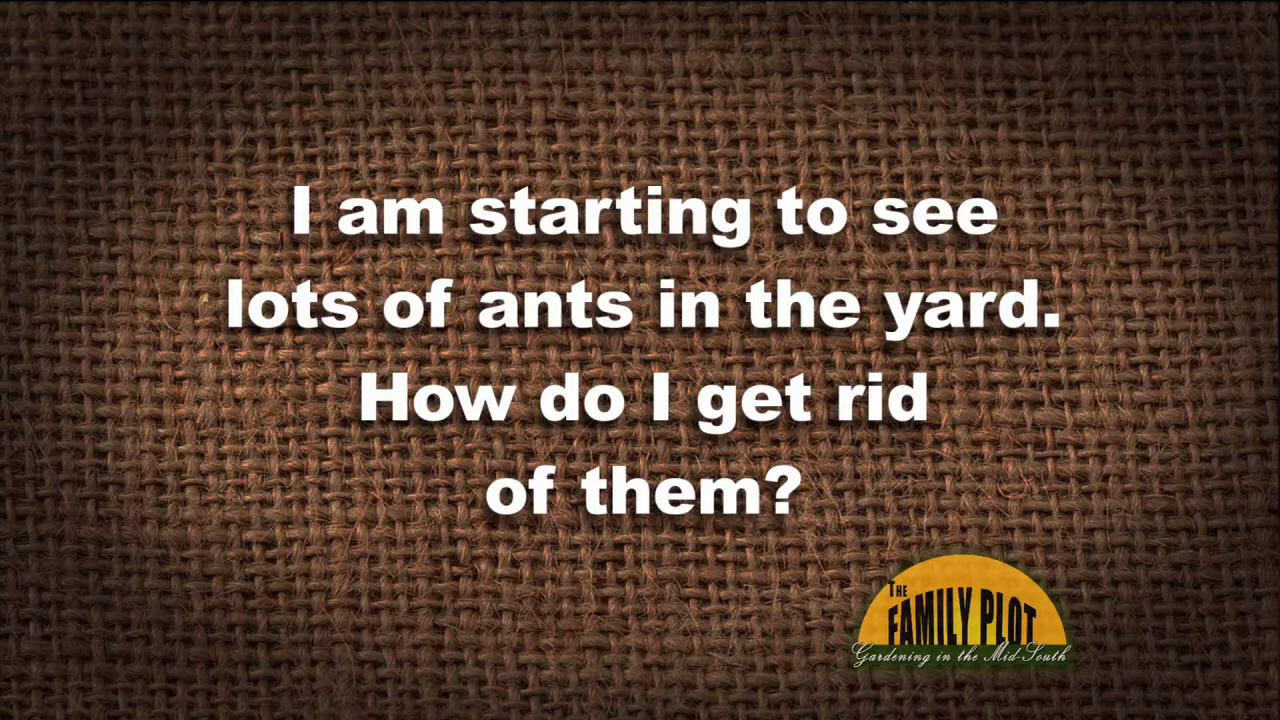 I am starting to see
lots of ants in the yard.
How do I get rid
of them?
THE
FAMILY PLOT
Gardening in the Mid-South